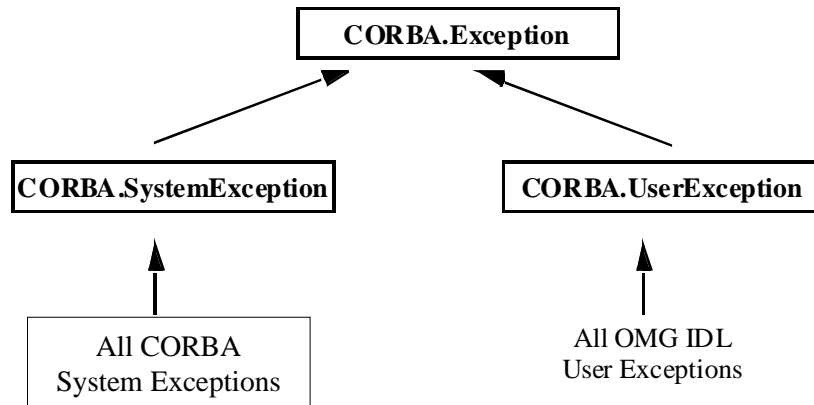 CORBA.Exception
CORBA.SystemException
CORBA.UserException
All CORBA
System Exceptions
All OMG IDL
User Exceptions